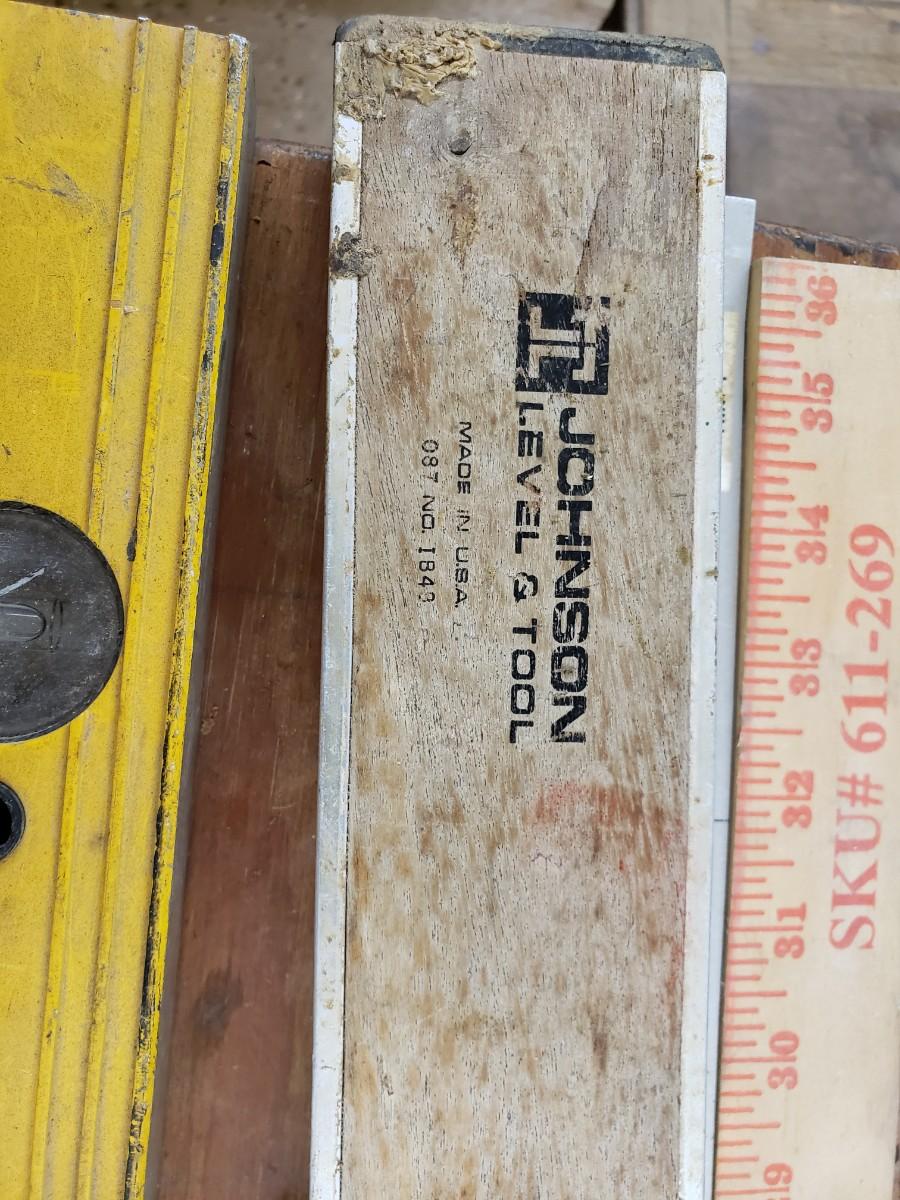 JOHNSON
LEVEL & TOOL
MADE IN U.S.A.
087 NO. 1843
36
35
34
33
32
31
30
SKU# 611-269